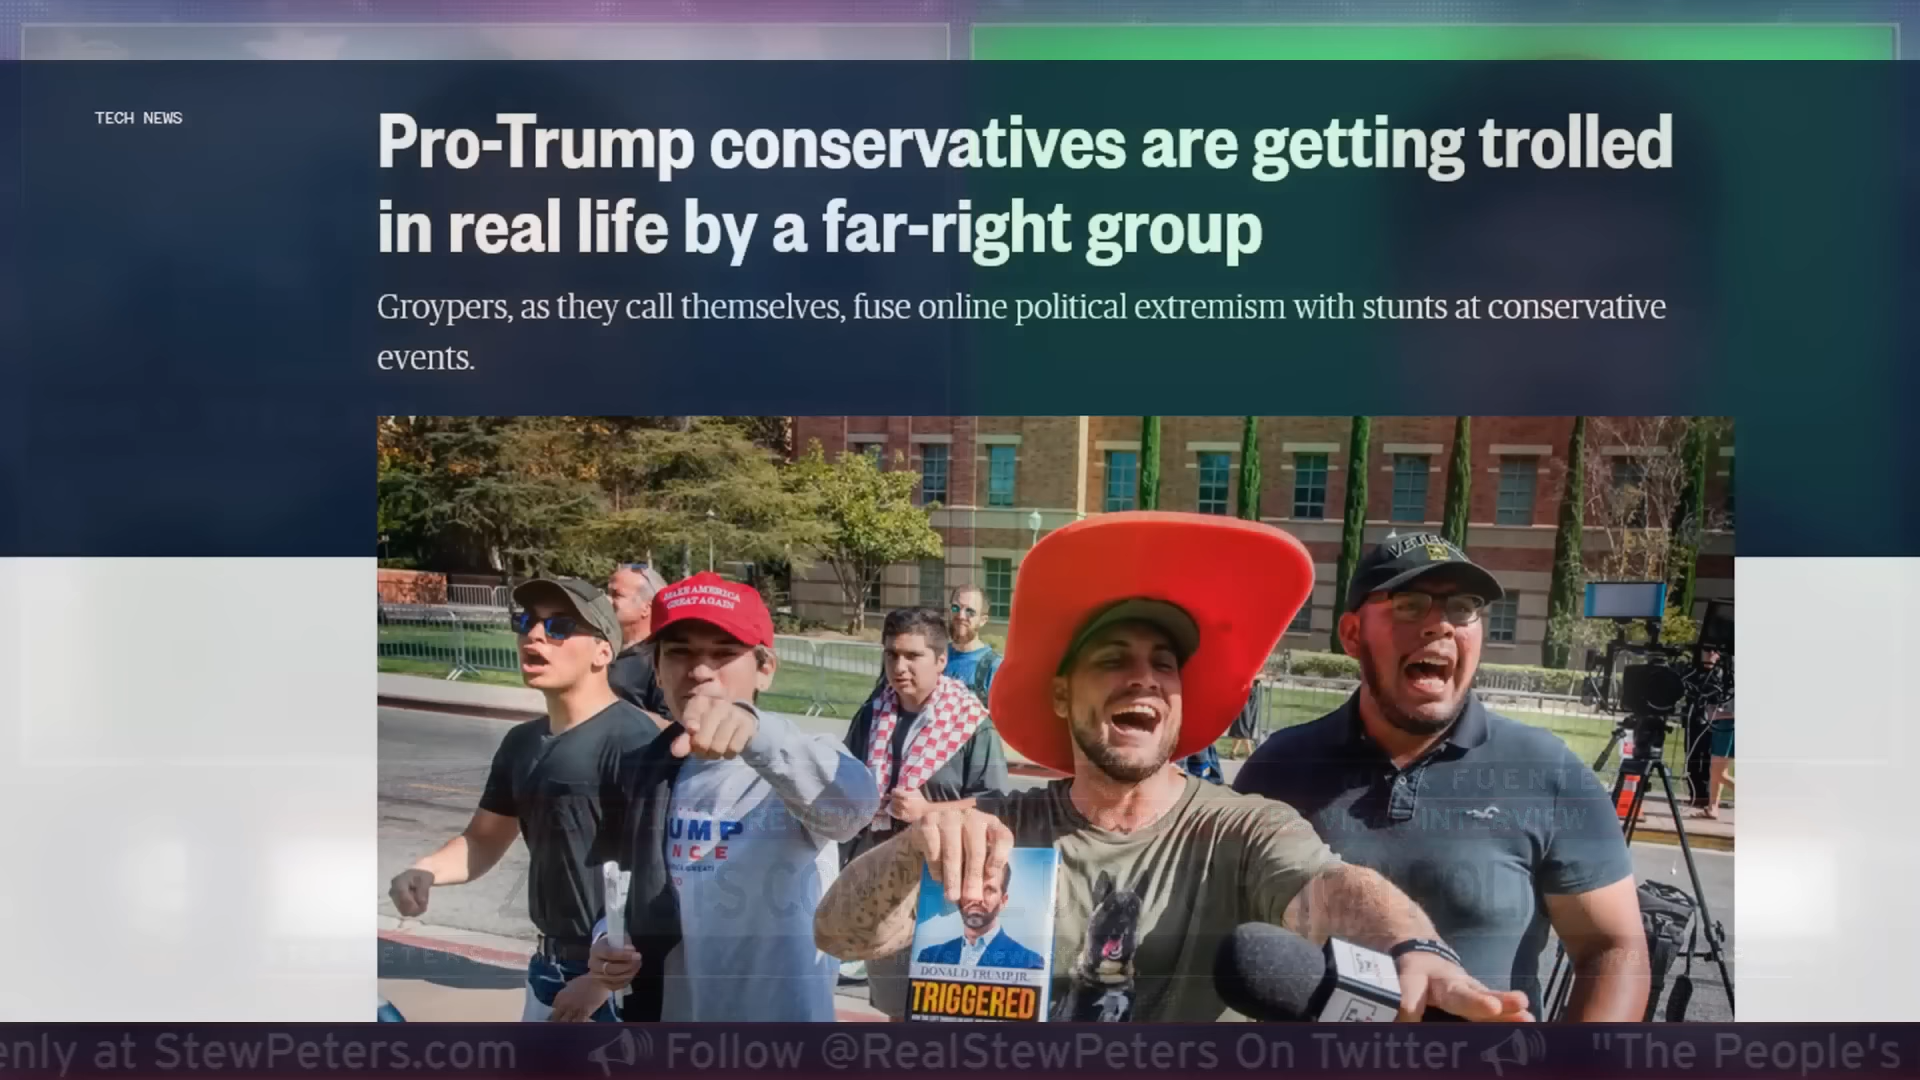 TECH NEWS
Pro-Trump conservatives are getting trolled
in real life by a far-right group
Groypers, as they call themselves, fuse online political extremism with stunts at conservative
events.
MAKE AMERICA
GREAT AGAIN
UMP
NCE
DONALD TRUMP JR.
TRIGGERED
INTERVIEW
enly at StewPeters.com Follow @RealStewPeters On Twitter "The People's